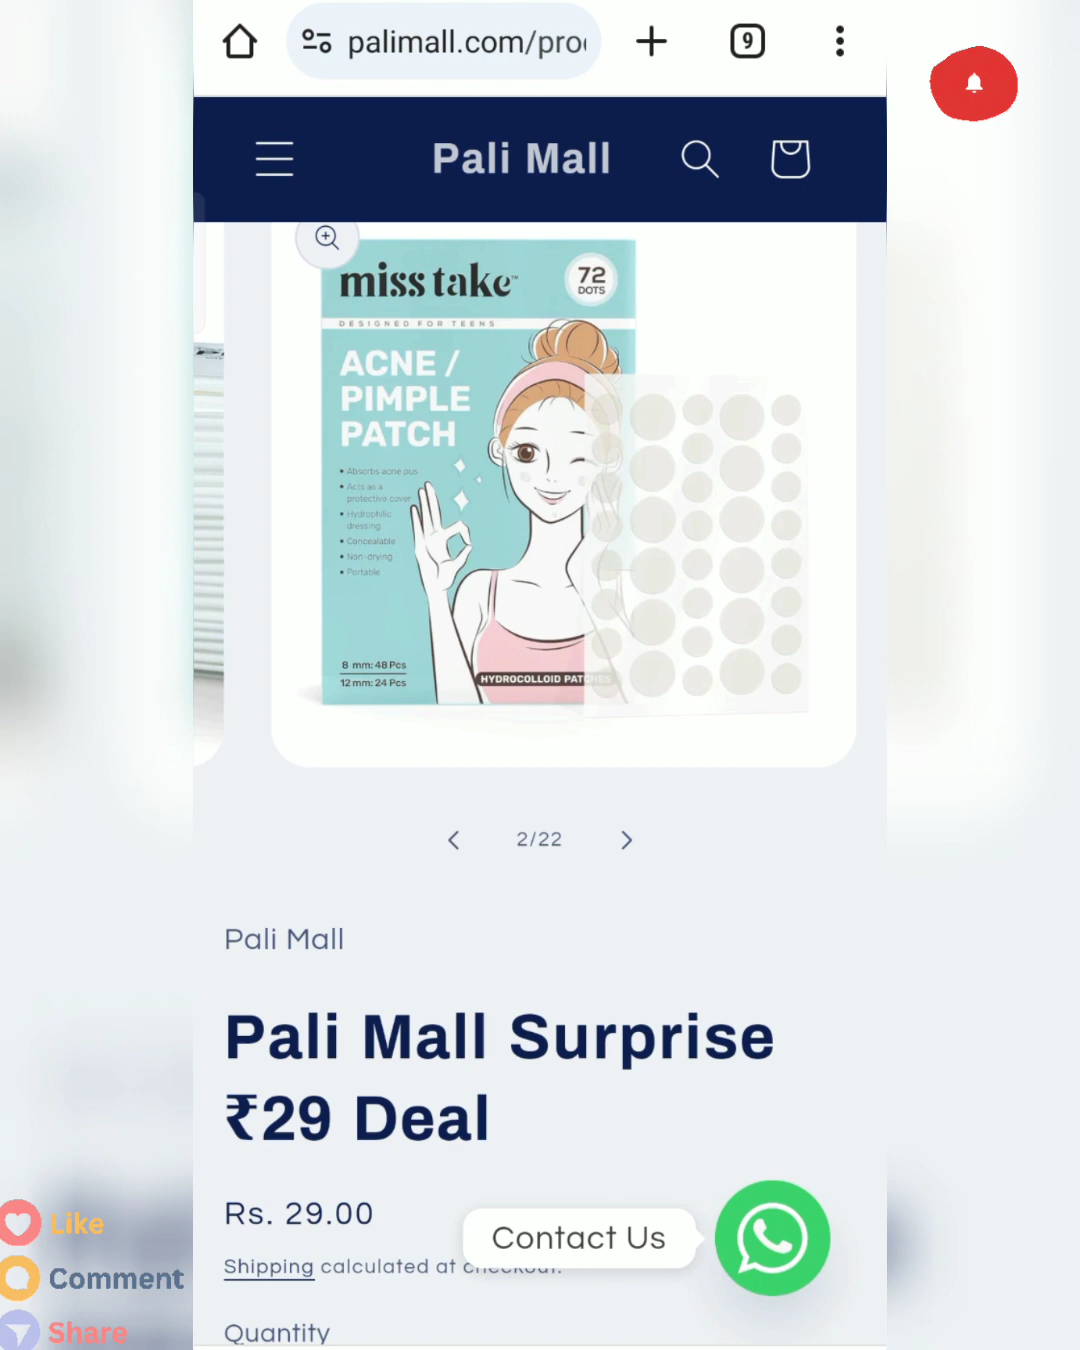 palimall.com/pro
9
Pali Mall
miss take™
72
DOTS
DESIGNED FOR TEENS
ACNE /
PIMPLE
PATCH
• Absorbs acne pus
• Acts as a
protective cover
• Hydrophilic
dressing
• Concealable
• Non-drying
• Portable
8 mm: 48 Pcs
12 mm: 24 Pcs
HYDROCOLLOID PATCHES
2/22
Pali Mall
Pali Mall Surprise
₹29 Deal
Rs. 29.00
Contact Us
Shipping calculated at checkout.
Quantity
Like
Comment
Share